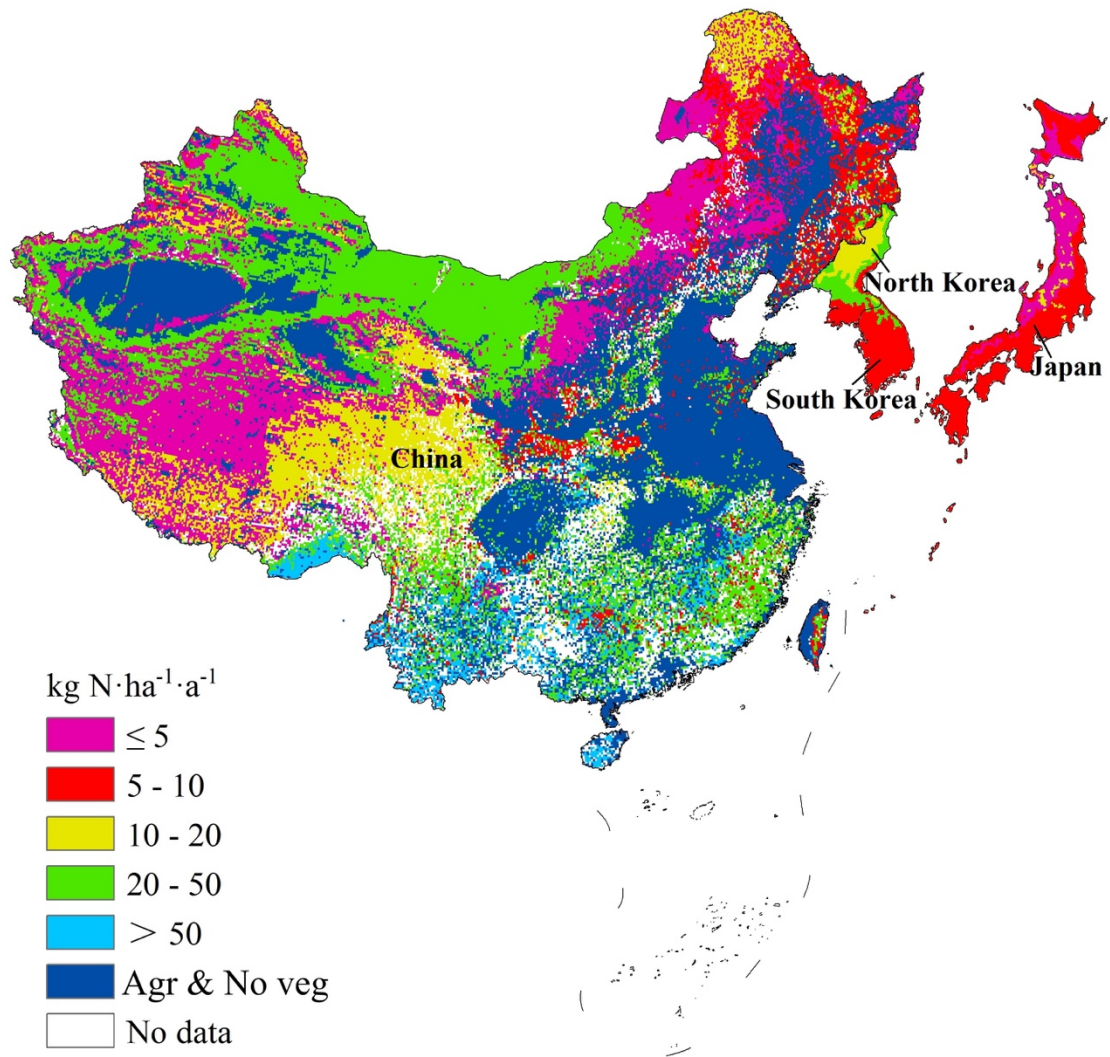 North Korea
Japan
South Korea
China
kg N·ha⁻¹·a⁻¹
≤ 5
5 - 10
10 - 20
20 - 50
> 50
Agr & No veg
No data